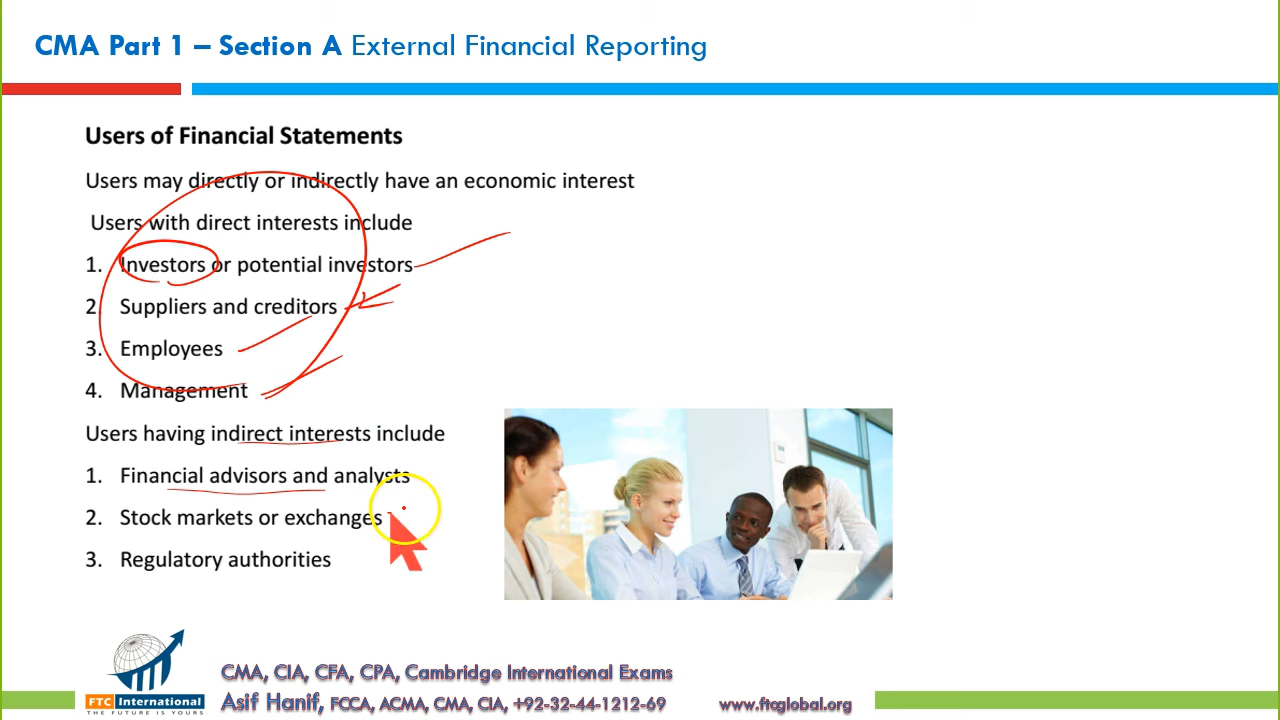 CMA Part 1 – Section A External Financial Reporting
Users of Financial Statements
Users may directly or indirectly have an economic interest
Users with direct interests include
1. Investors or potential investors
2. Suppliers and creditors
3. Employees
4. Management
Users having indirect interests include
1. Financial advisors and analysts
2. Stock markets or exchanges
3. Regulatory authorities
FTC International
THE FUTURE IS YOURS
CMA, CIA, CFA, CPA, Cambridge International Exams
Asif Hanif, FCCA, ACMA, CMA, CIA, +92-32-44-1212-69 www.ftcglobal.org